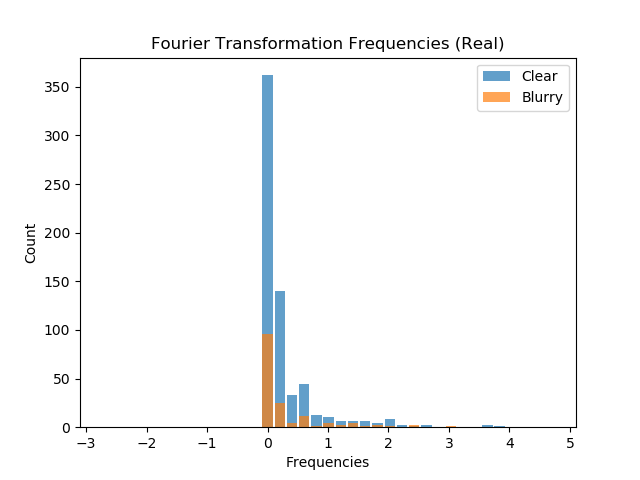 Fourier Transformation Frequencies (Real)
Clear
Blurry
350
300
250
200
150
100
50
0
Count
−3 −2 −1 0 1 2 3 4 5
Frequencies